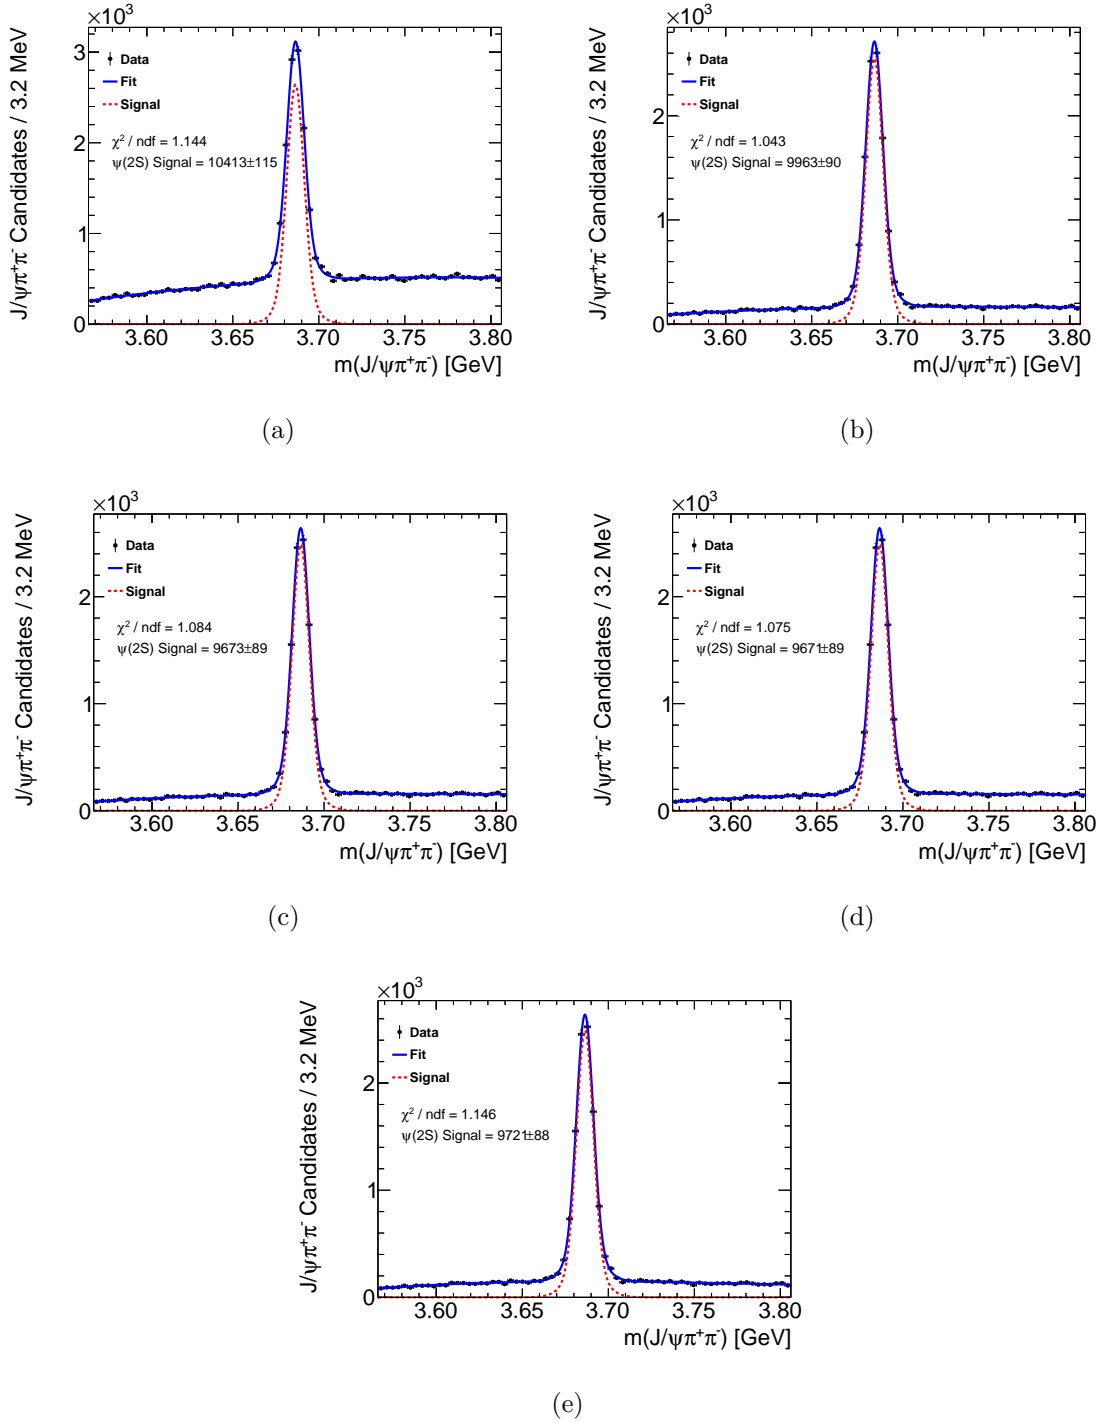 ×10³
J/ψπ⁺π⁻ Candidates / 3.2 MeV
3
2
1
0
Data
Fit
Signal
χ² / ndf = 1.144
ψ(2S) Signal = 10413±115
3.60 3.65 3.70 3.75 3.80
m(J/ψπ⁺π⁻) [GeV]
(a)
×10³
J/ψπ⁺π⁻ Candidates / 3.2 MeV
2
1
0
Data
Fit
Signal
χ² / ndf = 1.043
ψ(2S) Signal = 9963±90
3.60 3.65 3.70 3.75 3.80
m(J/ψπ⁺π⁻) [GeV]
(b)
×10³
J/ψπ⁺π⁻ Candidates / 3.2 MeV
2
1
0
Data
Fit
Signal
χ² / ndf = 1.084
ψ(2S) Signal = 9673±89
3.60 3.65 3.70 3.75 3.80
m(J/ψπ⁺π⁻) [GeV]
(c)
×10³
J/ψπ⁺π⁻ Candidates / 3.2 MeV
2
1
0
Data
Fit
Signal
χ² / ndf = 1.075
ψ(2S) Signal = 9671±89
3.60 3.65 3.70 3.75 3.80
m(J/ψπ⁺π⁻) [GeV]
(d)
×10³
J/ψπ⁺π⁻ Candidates / 3.2 MeV
2
1
0
Data
Fit
Signal
χ² / ndf = 1.146
ψ(2S) Signal = 9721±88
3.60 3.65 3.70 3.75 3.80
m(J/ψπ⁺π⁻) [GeV]
(e)